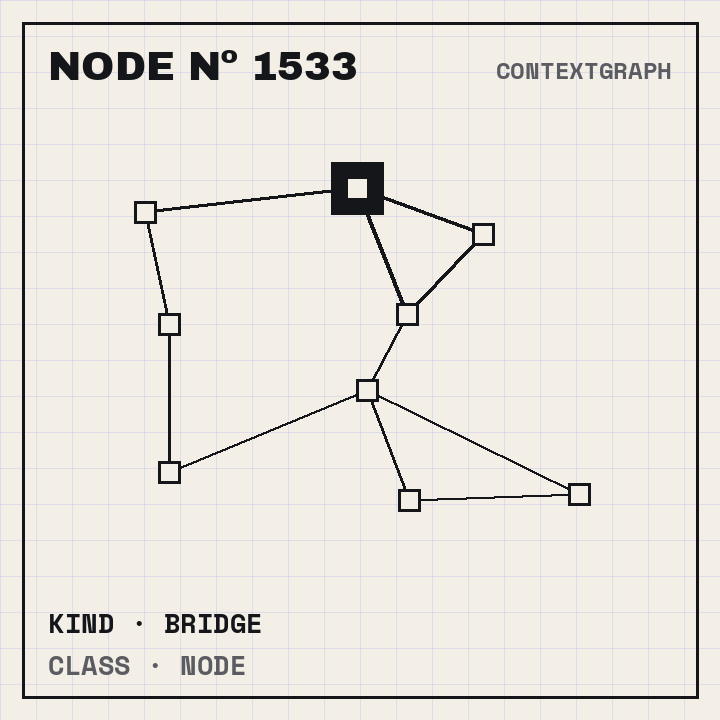 NODE Nº 1533
CONTEXTGRAPH
KIND · BRIDGE
CLASS · NODE